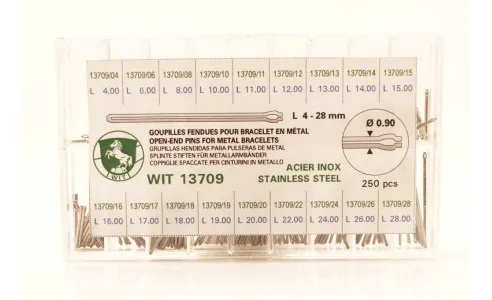 13709/04 13709/06 13709/08 13709/10 13709/11 13709/12 13709/13 13709/14 13709/15
L 4.00 L 6.00 L 8.00 L 10.00 L 11.00 L 12.00 L 13.00 L 14.00 L 15.00
L 4 - 28 mm
Ø 0.90
GOUPILLES FENDUES POUR BRACELET EN MÉTAL
OPEN-END PINS FOR METAL BRACELETS
GRUPILLAS HENDIDAS PARA PULSERAS DE METAL
SPLINTE STIFTEN FÜR METALLARMBÄNDER
COPPIGLIE SPACCATE PER CINTURINI IN METALLO
WIT
WIT 13709
ACIER INOX
STAINLESS STEEL
250 pcs
13709/16 13709/17 13709/18 13709/19 13709/20 13709/22 13709/24 13709/26 13709/28
L 16.00 L 17.00 L 18.00 L 19.00 L 20.00 L 22.00 L 24.00 L 26.00 L 28.00